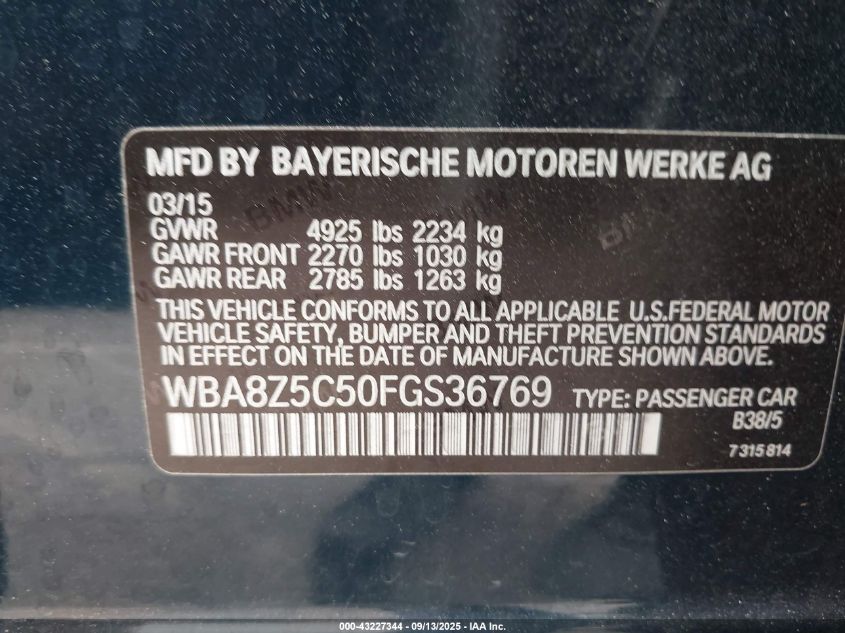 MFD BY BAYERISCHE MOTOREN WERKE AG
03/15
GVWR 4925 lbs 2234 kg
GAWR FRONT 2270 lbs 1030 kg
GAWR REAR 2785 lbs 1263 kg
THIS VEHICLE CONFORMS TO ALL APPLICABLE U.S.FEDERAL MOTOR
VEHICLE SAFETY, BUMPER AND THEFT PREVENTION STANDARDS
IN EFFECT ON THE DATE OF MANUFACTURE SHOWN ABOVE.
WBA8Z5C50FGS36769 TYPE: PASSENGER CAR
B38/5
7315814
000-43227344 - 09/13/2025 - IAA Inc.